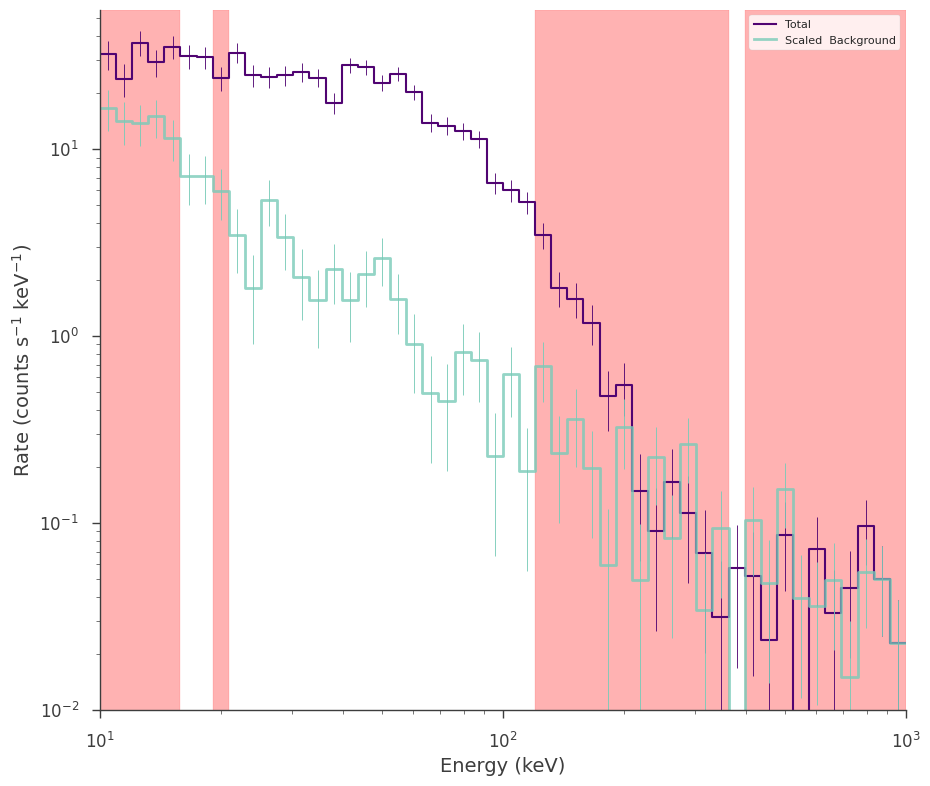 Total
Scaled  Background
Rate (counts s⁻¹ keV⁻¹)
10¹
10⁰
10⁻¹
10⁻²
10¹ 10² 10³
Energy (keV)